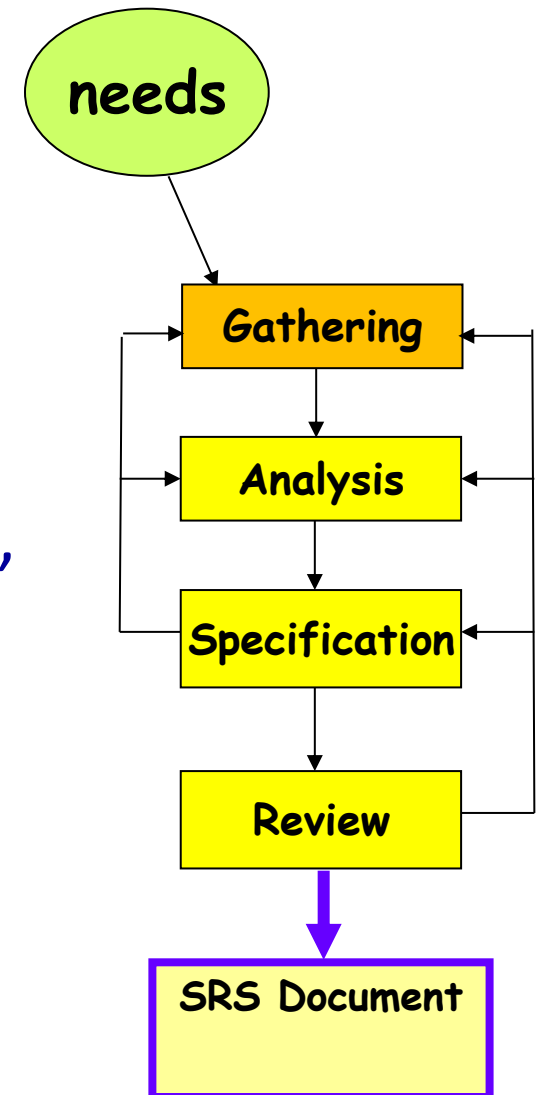 needs
Gathering
Analysis
,
Specification
Review
SRS Document